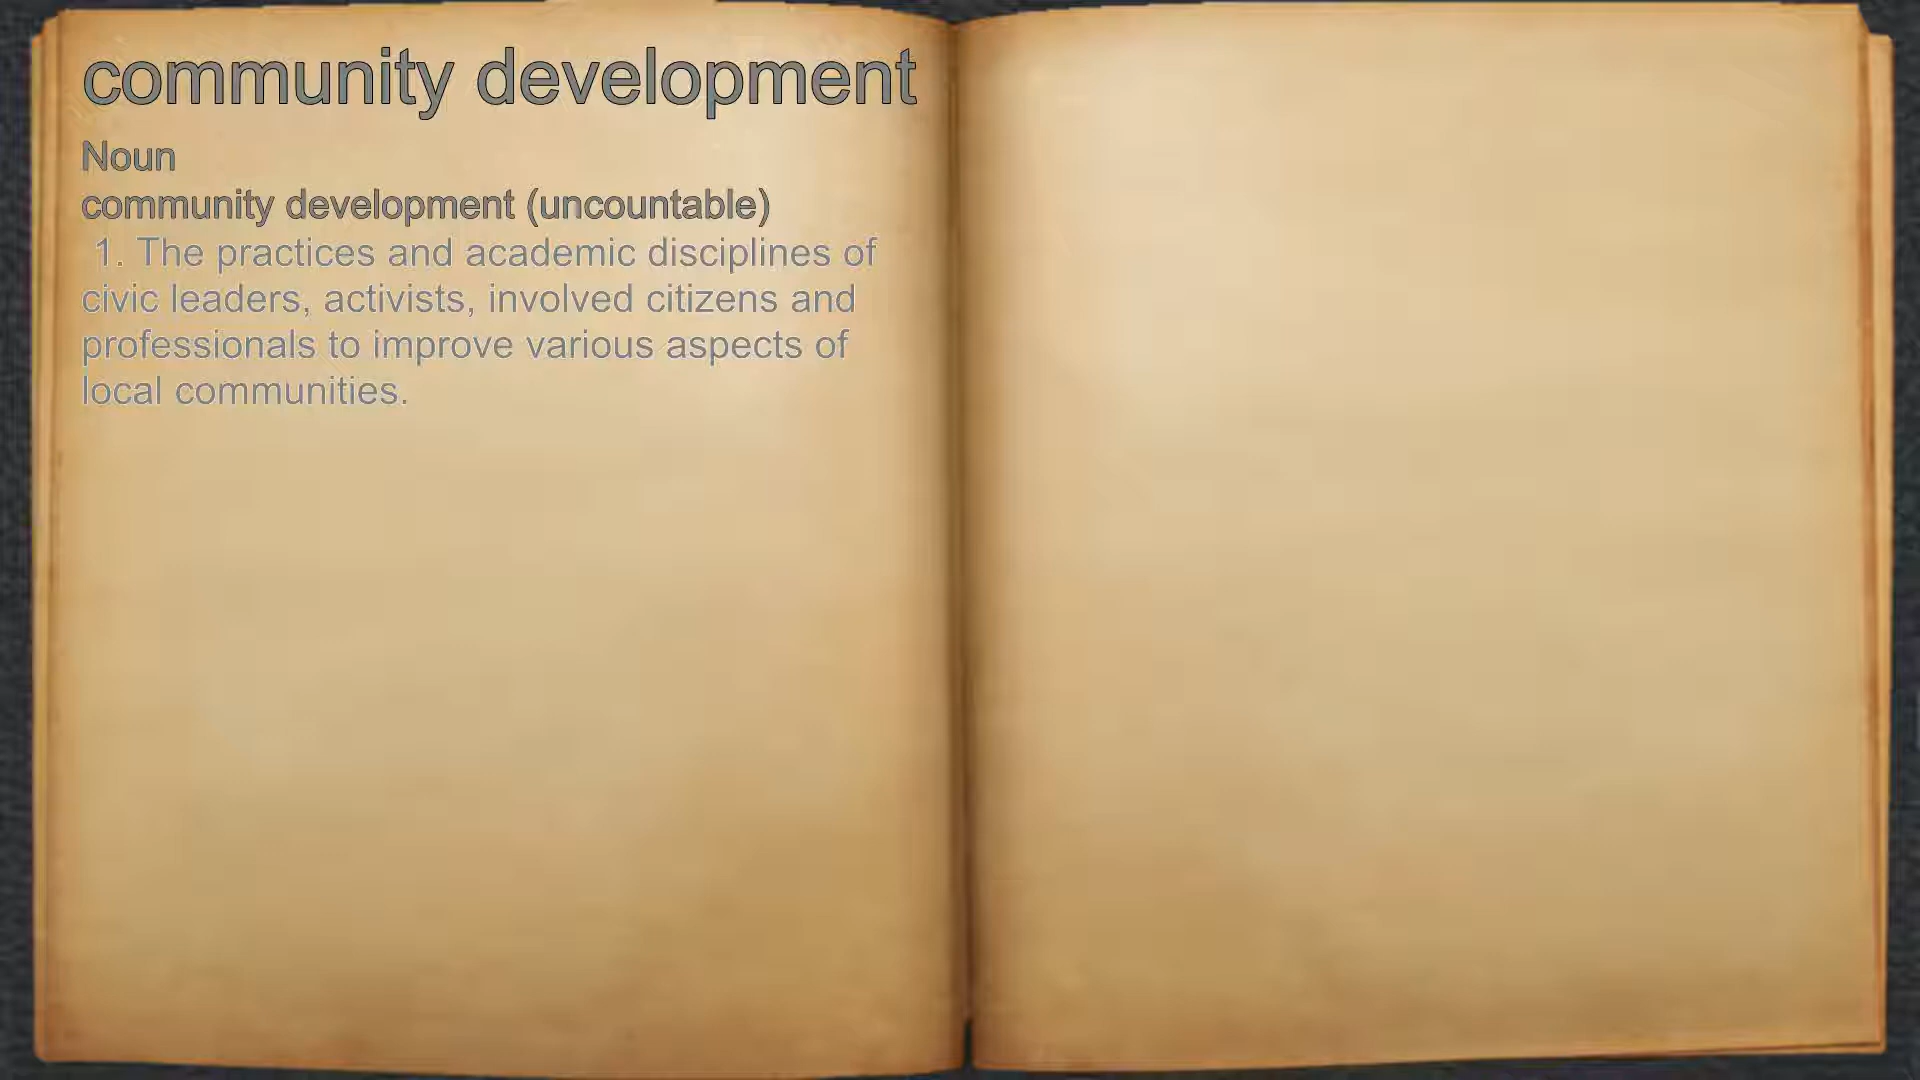 community development
Noun
community development (uncountable)
1. The practices and academic disciplines of
civic leaders, activists, involved citizens and
professionals to improve various aspects of
local communities.